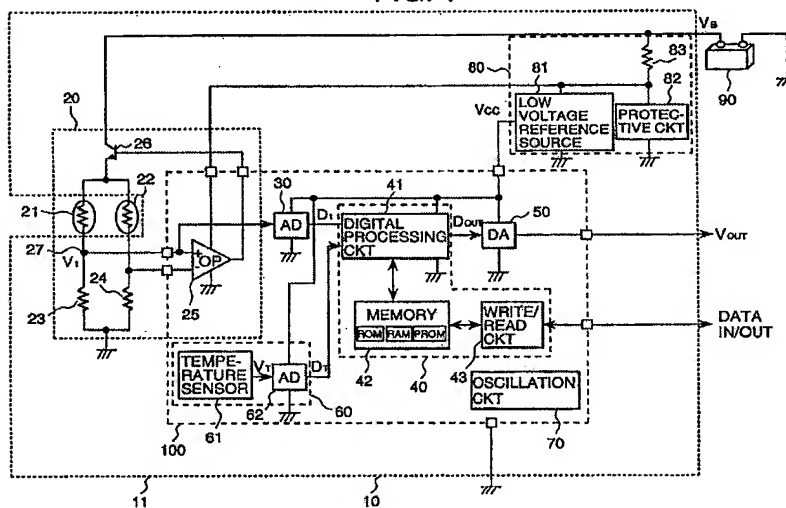 VB
83
80
81
82
90
VCC
LOW
VOLTAGE
REFERENCE
SOURCE
PROTEC-
TIVE CKT
20
26
21
22
27
V1
23
24
+
-
OP
25
30
AD
D1
41
DIGITAL
PROCESSING
CKT
DOUT
50
DA
VOUT
MEMORY
ROM RAM PROM
42
40
WRITE/
READ CKT
43
DATA
IN/OUT
TEMPE-
RATURE
SENSOR
61
VT
AD
62
DT
60
OSCILLATION
CKT
70
100
11
10